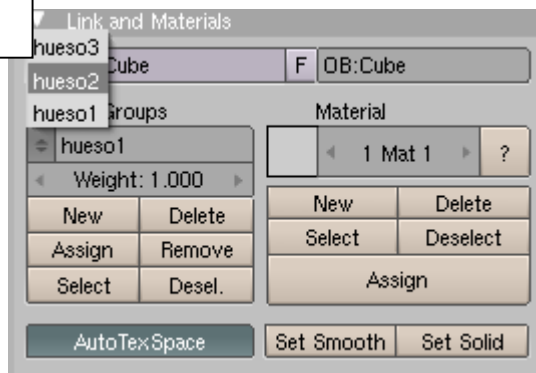 Link and Materials
hueso3
hueso2
hueso1
Cube
F
OB:Cube
roups
Material
hueso1
1 Mat 1
?
Weight: 1.000
New
Delete
New
Delete
Assign
Remove
Select
Deselect
Select
Desel.
Assign
AutoTexSpace
Set Smooth
Set Solid